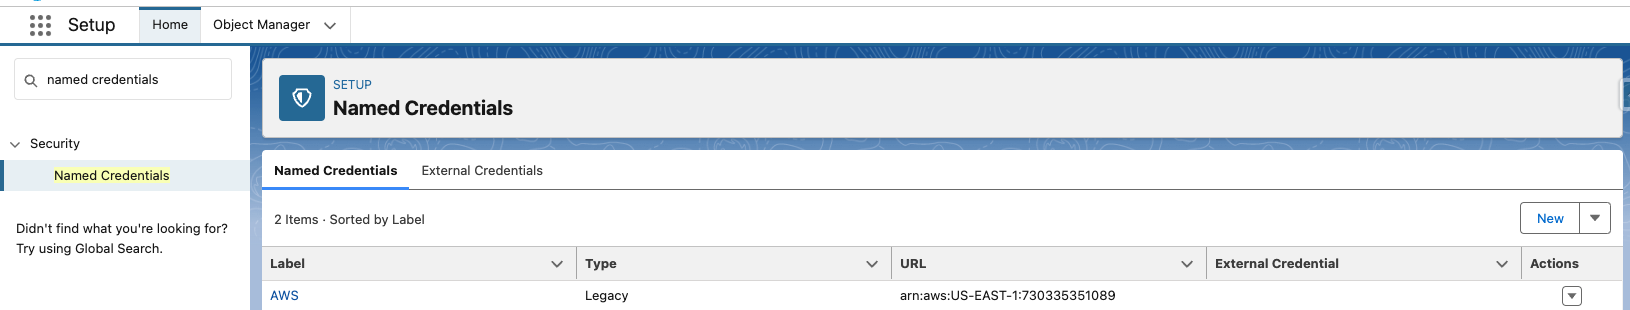 Setup
Home
Object Manager
named credentials
Security
Named Credentials
Didn't find what you're looking for?
Try using Global Search.
SETUP
Named Credentials
Named Credentials
External Credentials
2 Items · Sorted by Label
New
Label
Type
URL
External Credential
Actions
AWS
Legacy
arn:aws:US-EAST-1:730335351089